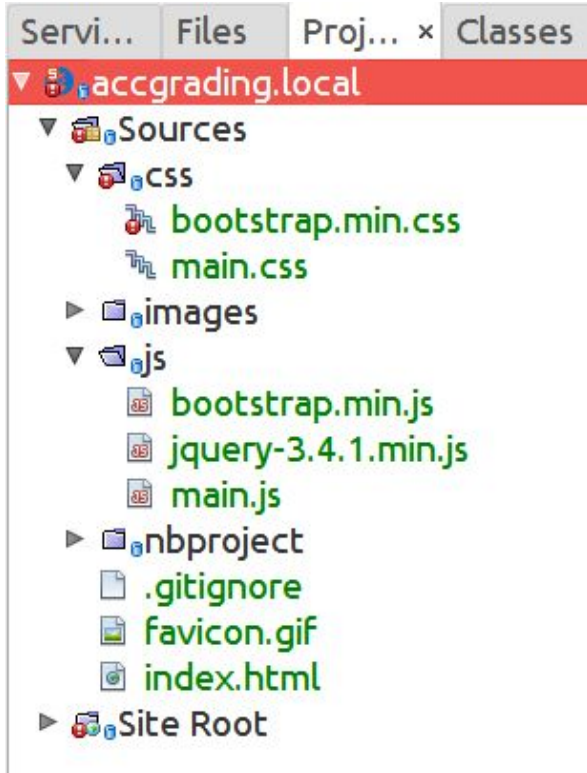 Servi... Files Proj... × Classes
accgrading.local
Sources
css
bootstrap.min.css
main.css
images
js
bootstrap.min.js
jquery-3.4.1.min.js
main.js
nbproject
.gitignore
favicon.gif
index.html
Site Root